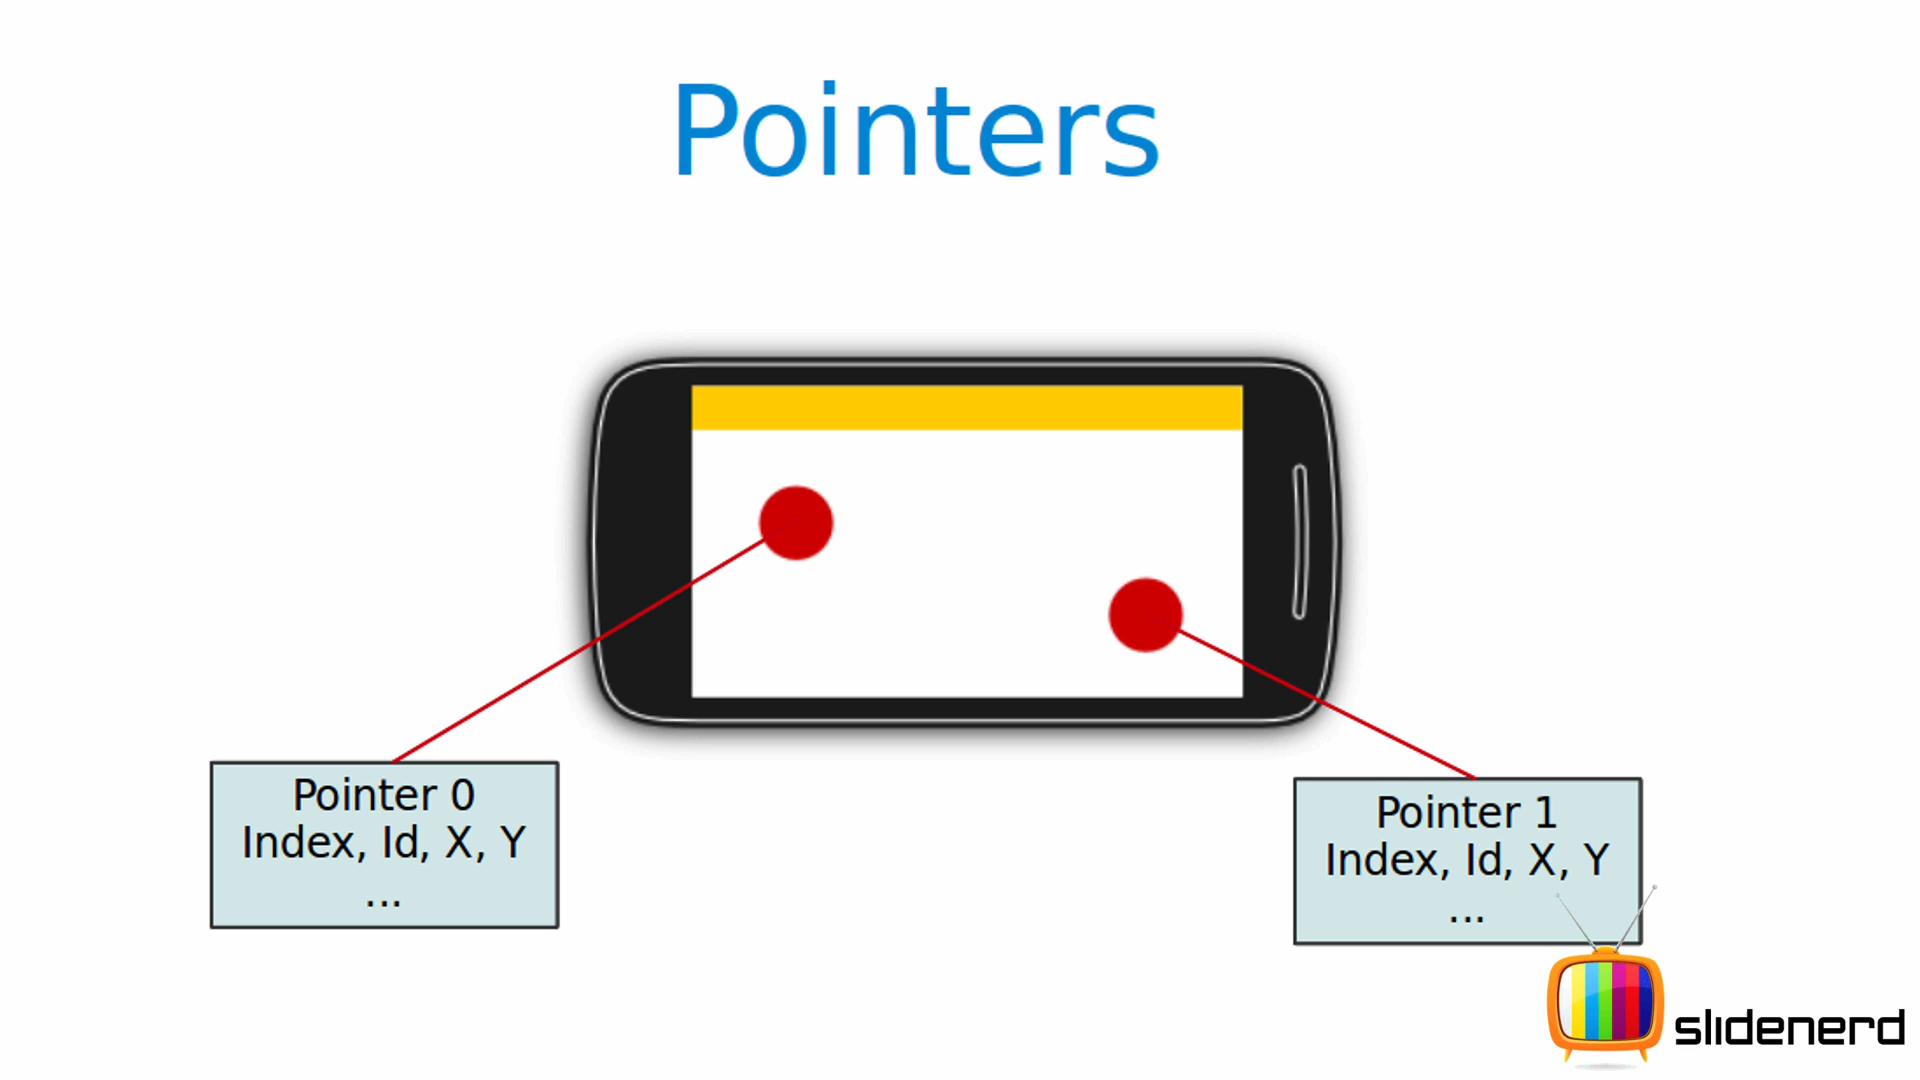 Pointers
Pointer 0
Index, Id, X, Y
...
Pointer 1
Index, Id, X, Y
...
slidenerd